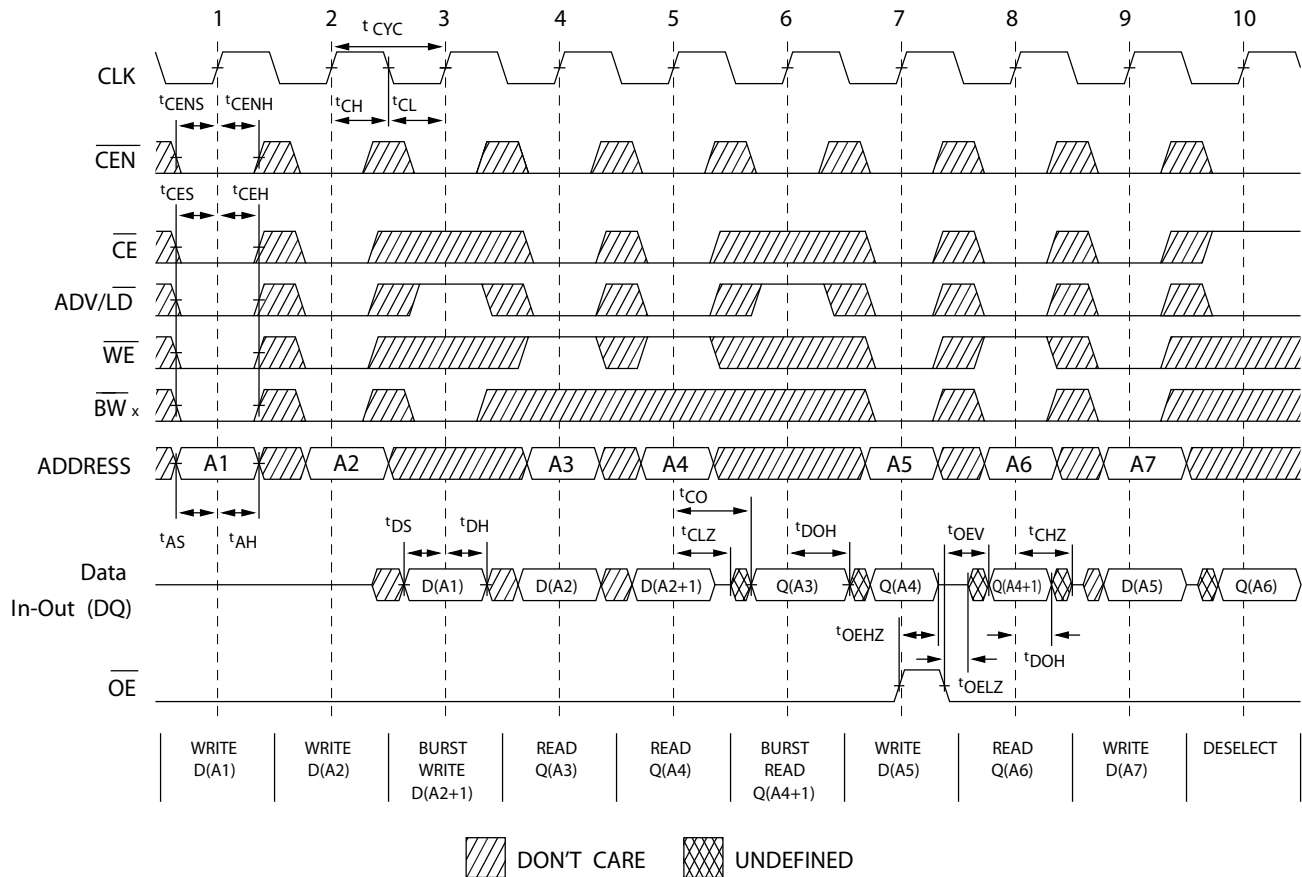 1 2 3 4 5 6 7 8 9 10
t CYC
CLK
tCENS tCENH tCH tCL
CEN
tCES tCEH
CE
ADV/LD
WE
BW x
ADDRESS A1 A2 A3 A4 A5 A6 A7
tCO
tAS tAH tDS tDH tCLZ tDOH tOEV tCHZ
Data
In-Out (DQ) D(A1) D(A2) D(A2+1) Q(A3) Q(A4) Q(A4+1) D(A5) Q(A6)
tOEHZ tDOH
tOELZ
OE
WRITE
D(A1)
WRITE
D(A2)
BURST
WRITE
D(A2+1)
READ
Q(A3)
READ
Q(A4)
BURST
READ
Q(A4+1)
WRITE
D(A5)
READ
Q(A6)
WRITE
D(A7)
DESELECT
DON'T CARE UNDEFINED